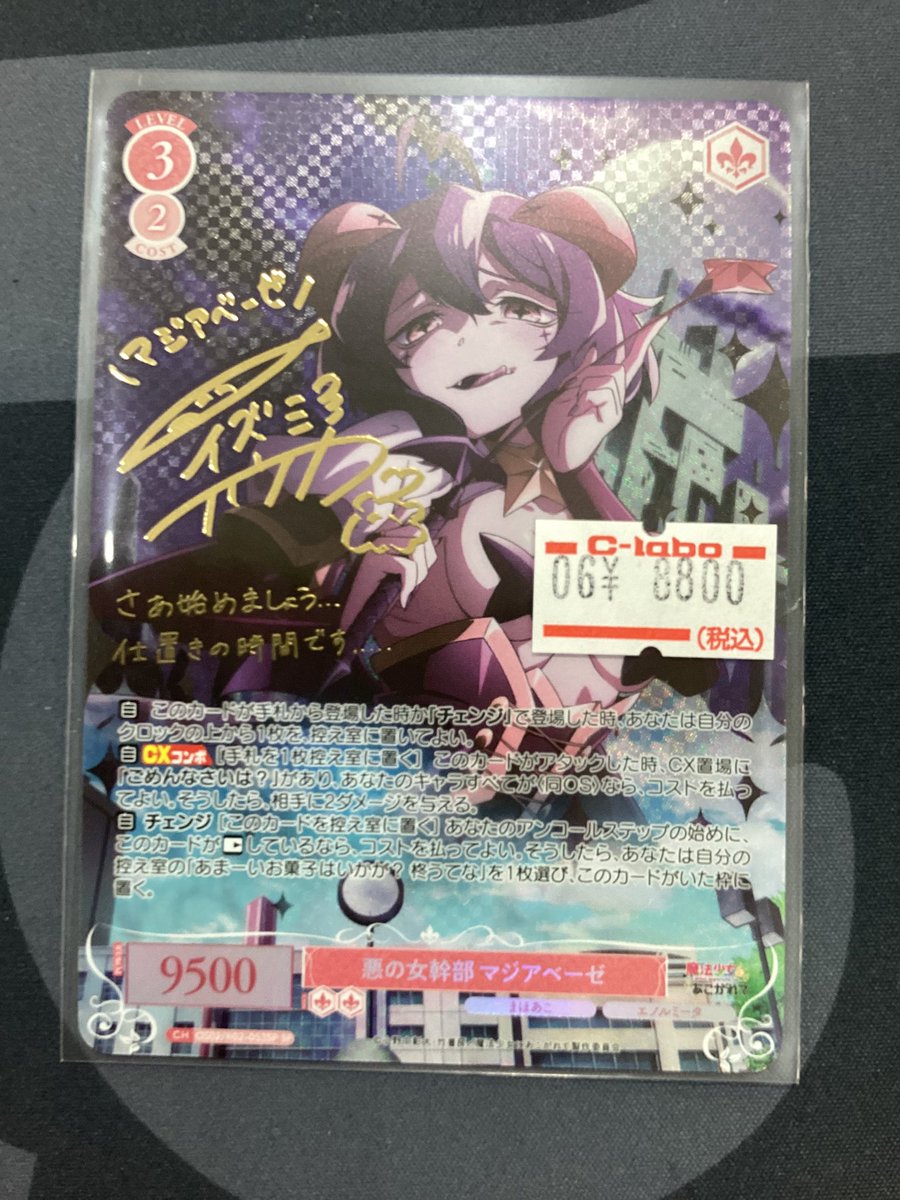 LEVEL
3
2
COST
マジアベーゼ
イズミ
さあ始めましょう…
仕置きの時間です….
C-labo
06¥ 8800
(税込)
自 このカードが手札から登場した時か「チェンジ」で登場した時、あなたは自分の
クロックの上から1枚を、控え室に置いてよい。
自 CXコンボ [手札を1枚控え室に置く] このカードがアタックした時、CX置場に
「ごめんなさいは?」があり、あなたのキャラすべてが《同OS》なら、コストを払っ
てよい。そうしたら、相手に2ダメージを与える。
自 チェンジ [このカードを控え室に置く] あなたのアンコールステップの始めに、
このカードが しているなら、コストを払ってよい。そうしたら、あなたは自分の
控え室の「あまーいお菓子はいかが? 柊うてな」を1枚選び、このカードがいた枠に
置く。
9500
悪の女幹部 マジアベーゼ
魔法少女に
あこがれて
まほあこ
エノルミータ
CH